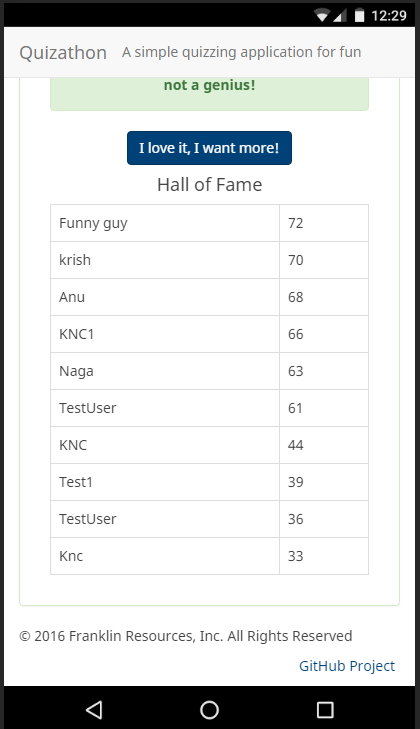 12:29
Quizathon A simple quizzing application for fun
not a genius!
I love it, I want more!
Hall of Fame
Funny guy 72
krish 70
Anu 68
KNC1 66
Naga 63
TestUser 61
KNC 44
Test1 39
TestUser 36
Knc 33
© 2016 Franklin Resources, Inc. All Rights Reserved
GitHub Project